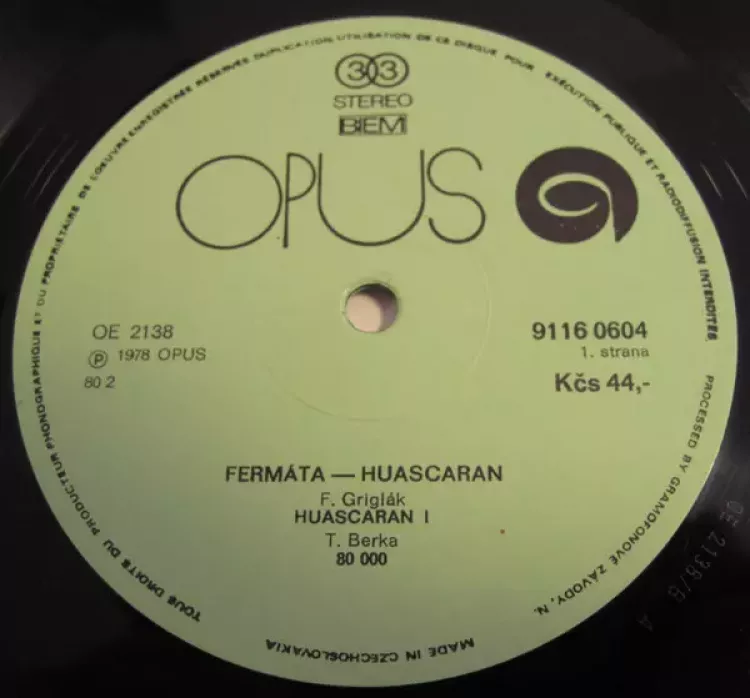 33
STEREO
BIEM
OPUS
OE 2138
℗ 1978 OPUS
80 2
9116 0604
1. strana
Kčs 44,-
FERMÁTA — HUASCARAN
F. Griglák
HUASCARAN I
T. Berka
80 000
TOUS DROITS DU PRODUCTEUR PHONOGRAPHIQUE ET DU PROPRIÉTAIRE DE L'OEUVRE ENREGISTRÉE RÉSERVÉS DUPLICATION UTILISATION DE CE DISQUE POUR EXÉCUTION PUBLIQUE ET RADIODIFFUSION INTERDITES.
PROCESSED BY GRAMOFONOVÉ ZÁVODY, N.
MADE IN CZECHOSLOVAKIA
OE 2138/B A